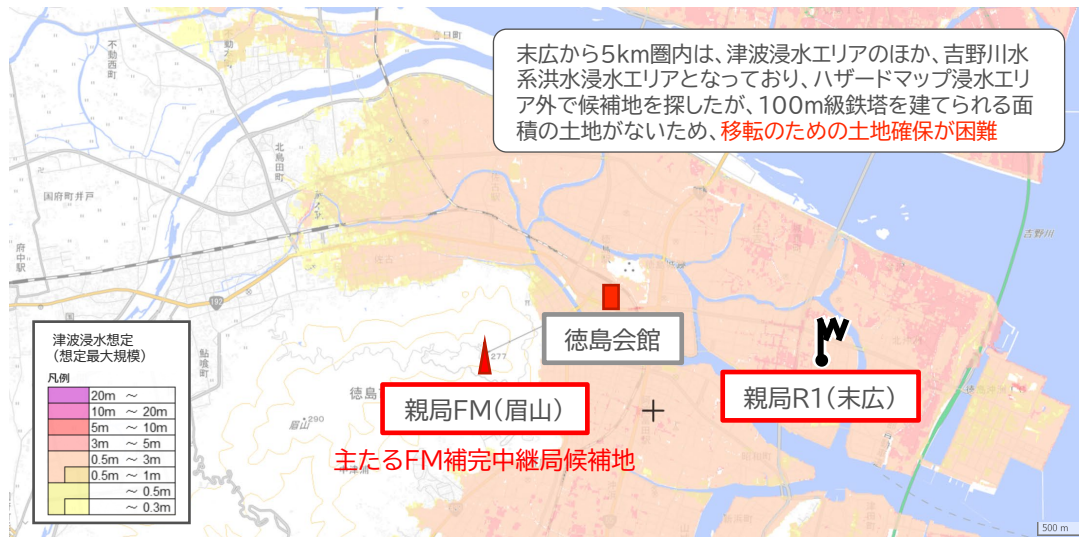 末広から5km圏内は、津波浸水エリアのほか、吉野川水
系洪水浸水エリアとなっており、ハザードマップ浸水エリ
ア外で候補地を探したが、100m級鉄塔を建てられる面
積の土地がないため、移転のための土地確保が困難
不動西町
春日町
北島田町
国府町井戸
府中駅
192
鮎喰町
吉野川
徳島会館
277
親局FM(眉山)
親局R1(末広)
徳島
眉山
290
主たるFM補完中継局候補地
津波浸水想定
(想定最大規模)
凡例
20m ~
10m ~ 20m
5m ~ 10m
3m ~ 5m
0.5m ~ 3m
0.5m ~ 1m
~ 0.5m
~ 0.3m
500 m